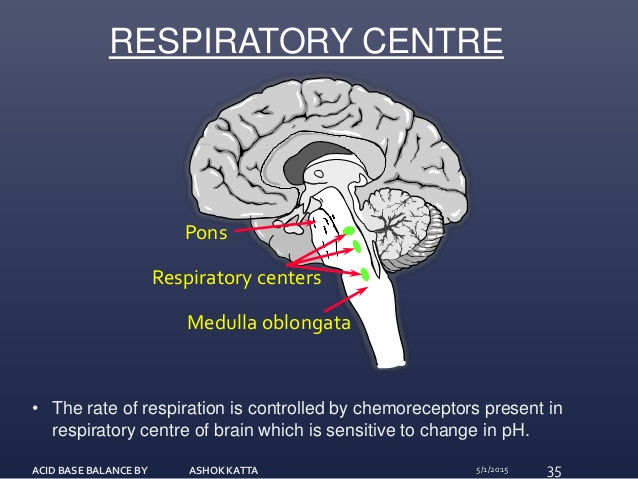 RESPIRATORY CENTRE
Pons
Respiratory centers
Medulla oblongata
• The rate of respiration is controlled by chemoreceptors present in
respiratory centre of brain which is sensitive to change in pH.
ACID BASE BALANCE BY ASHOK KATTA 5/1/2015 35